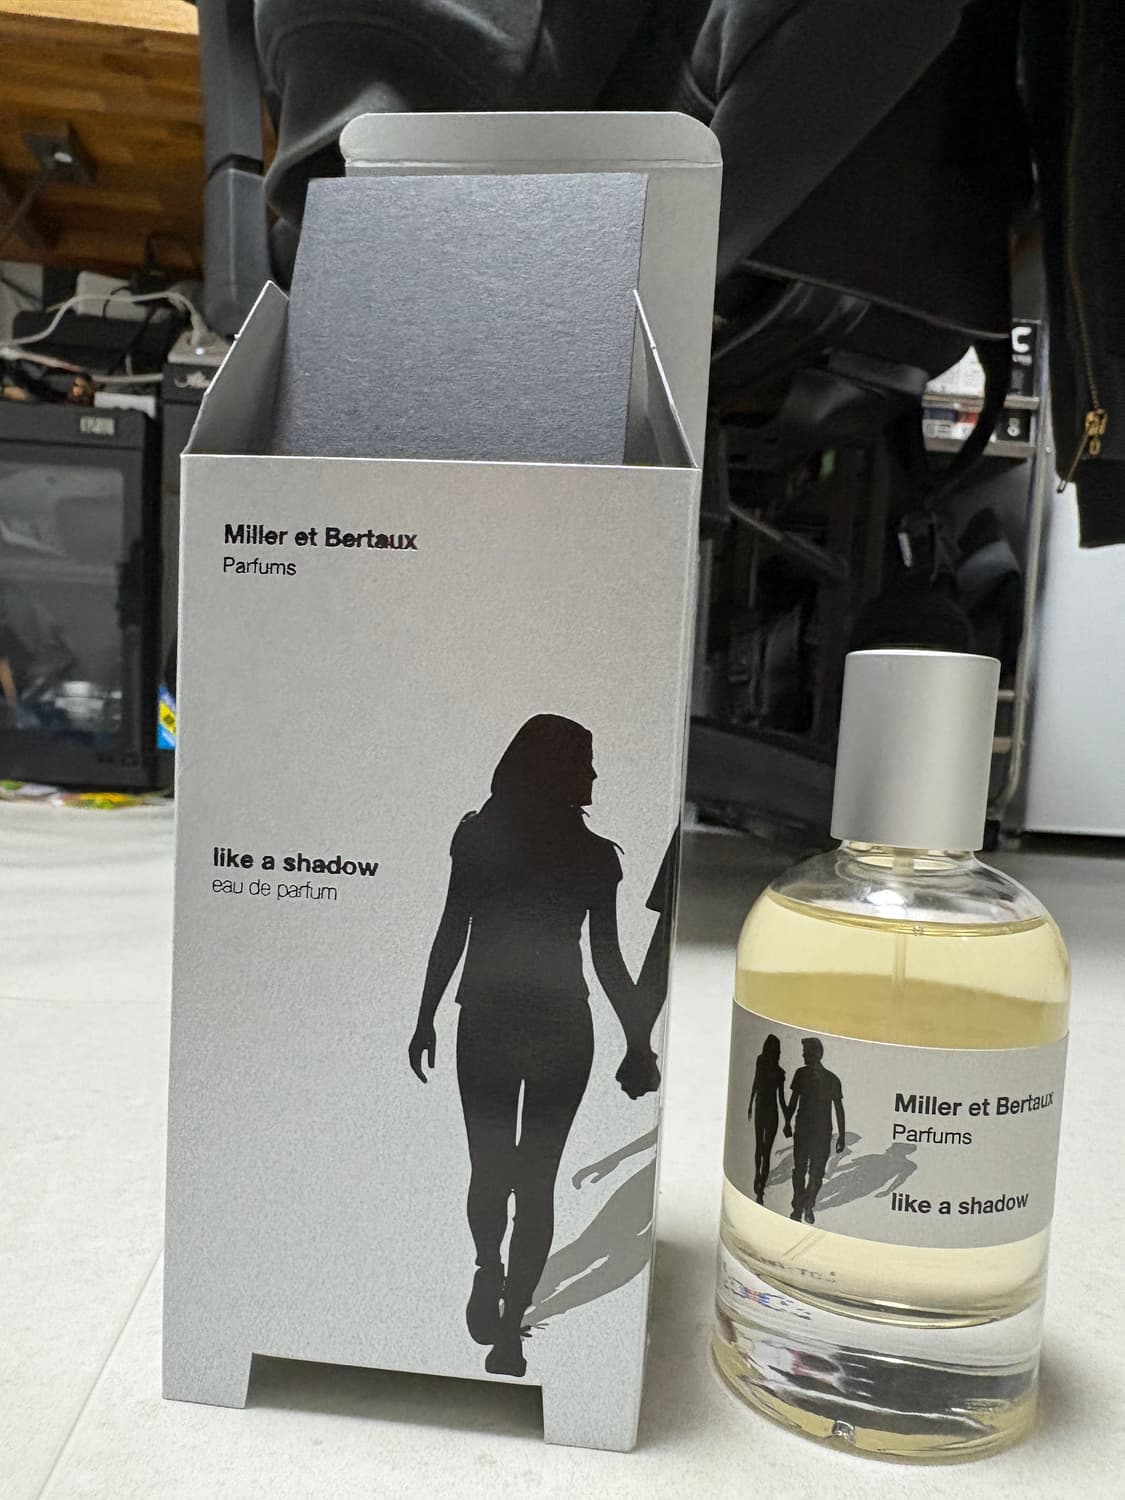 Miller et Bertaux
Parfums
like a shadow
eau de parfum
Miller et Bertaux
Parfums
like a shadow